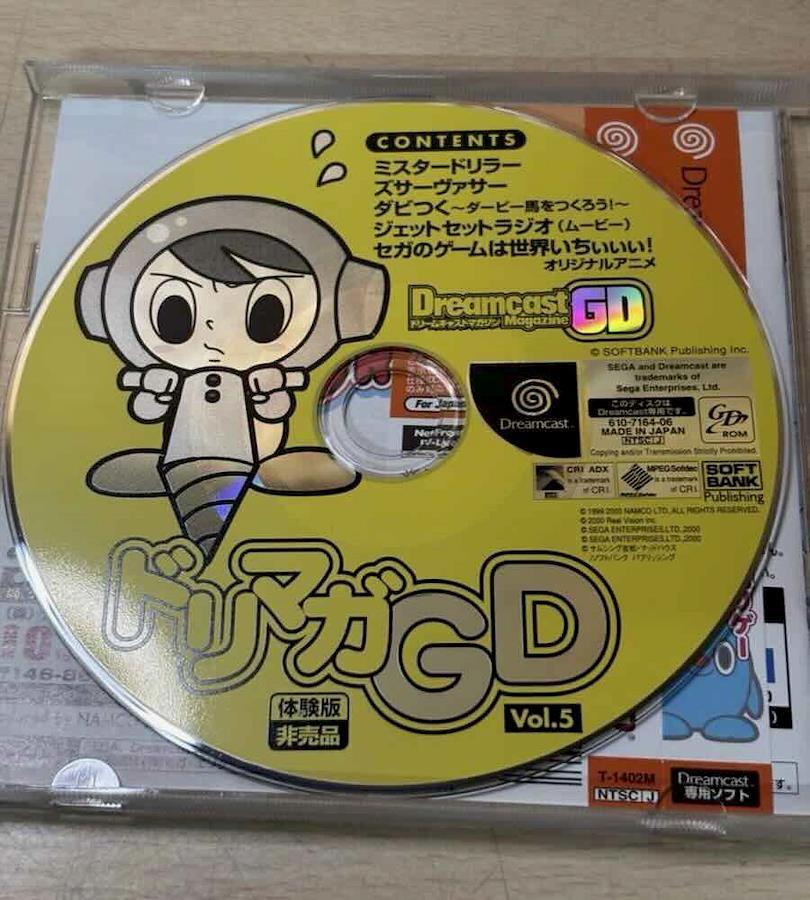 CONTENTS
ミスタードリラー
ズサーヴァサー
ダビつく～ダービー馬をつくろう!～
ジェットセットラジオ(ムービー)
セガのゲームは世界いちぃぃい!
オリジナルアニメ
Dreamcast
ドリームキャストマガジン Magazine GD
© SOFTBANK Publishing Inc.
SEGA and Dreamcast are
trademarks of
Sega Enterprises, Ltd.
このディスクは
Dreamcast専用です。
610-7164-06
MADE IN JAPAN
NTSC J
Copying and/or Transmission Strictly Prohibited.
Dreamcast
GD ROM
CRI ADX
is a trademark
of CRI.
MPEG Sofdec
is a trademark
of CRI.
SOFT
BANK
Publishing
© 1999 2000 NAMCO LTD., ALL RIGHTS RESERVED.
© 2000 Real Vision Inc.
© SEGA ENTERPRISES, LTD., 2000
© SEGA ENTERPRISES, LTD., 2000
For Japan
ドリマガGD
体験版
非売品
Vol.5
T-1402M
NTSC J
Dreamcast
専用ソフト